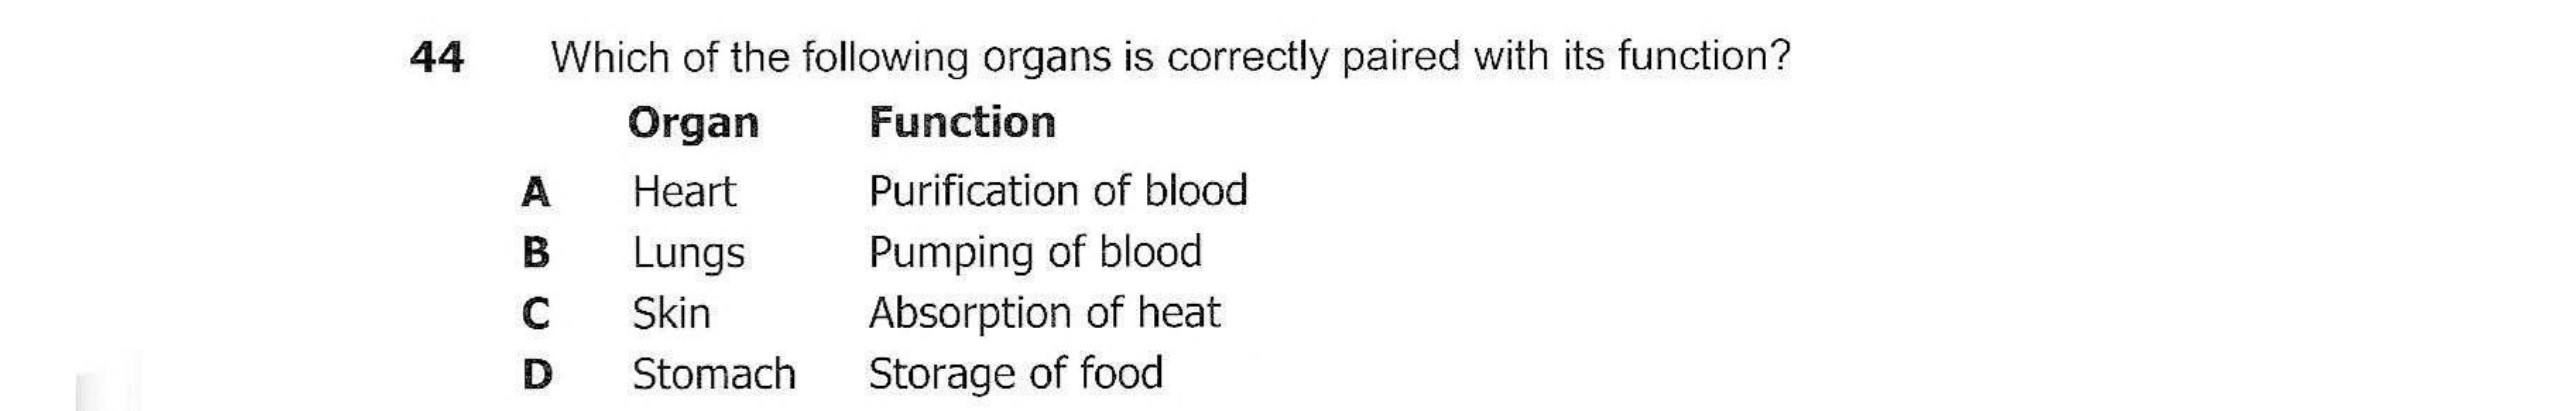 44 Which of the following organs is correctly paired with its function?
Organ Function
A Heart Purification of blood
B Lungs Pumping of blood
C Skin Absorption of heat
D Stomach Storage of food